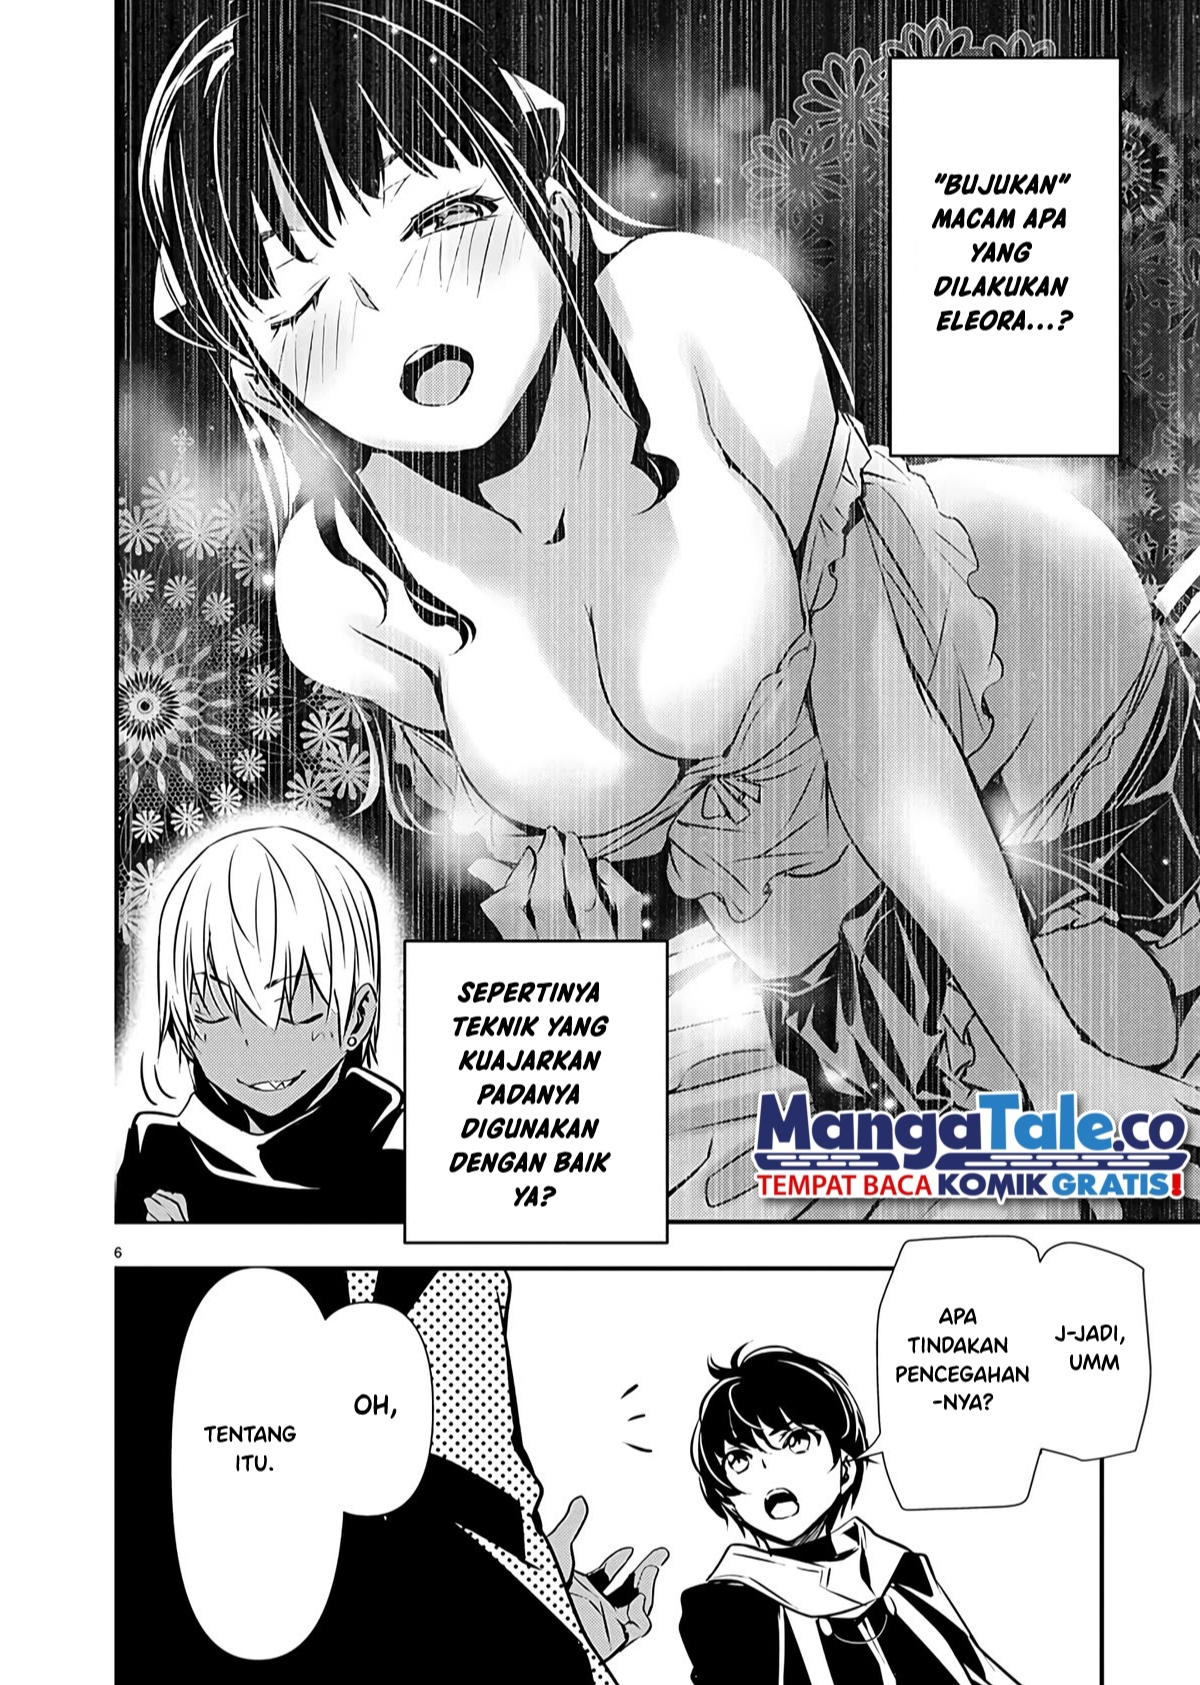 "BUJUKAN"
MACAM APA
YANG
DILAKUKAN
ELEORA...?
SEPERTINYA
TEKNIK YANG
KUAJARKAN
PADANYA
DIGUNAKAN
DENGAN BAIK
YA?
MangaTale.co
TEMPAT BACA KOMIK GRATIS!
6
J-JADI,
UMM
APA
TINDAKAN
PENCEGAHAN
-NYA?
OH,
TENTANG
ITU.